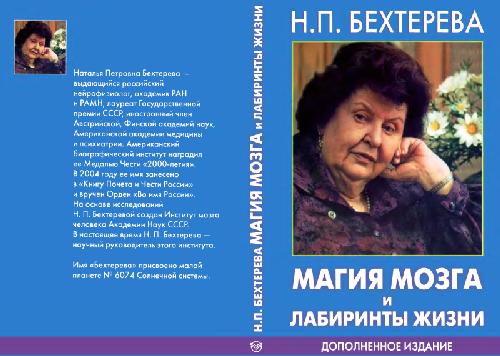 Наталья Петровна Бехтерева —
выдающийся российский
нейрофизиолог, академик РАН
и РАМН, лауреат Государственной
премии СССР, иностранный член
Австрийской, Финской академий наук,
Американской академии медицины
и психиатрии. Американский
биографический институт наградил
ее Медалью Чести «2000-летия».
В 2004 году ее имя занесено
в «Книгу Почета и Чести России»
и вручен Орден «Во имя России».
На основе исследований
Н. П. Бехтеревой создан Институт мозга
человека Академии Наук СССР.
В настоящее время Н. П. Бехтерева —
научный руководитель этого института.
Имя «Бехтерева» присвоено малой
планете № 6074 Солнечной системы.
Н.П. БЕХТЕРЕВА МАГИЯ МОЗГА И ЛАБИРИНТЫ ЖИЗНИ
Н.П. БЕХТЕРЕВА
МАГИЯ МОЗГА
И
ЛАБИРИНТЫ ЖИЗНИ
ДОПОЛНЕННОЕ ИЗДАНИЕ